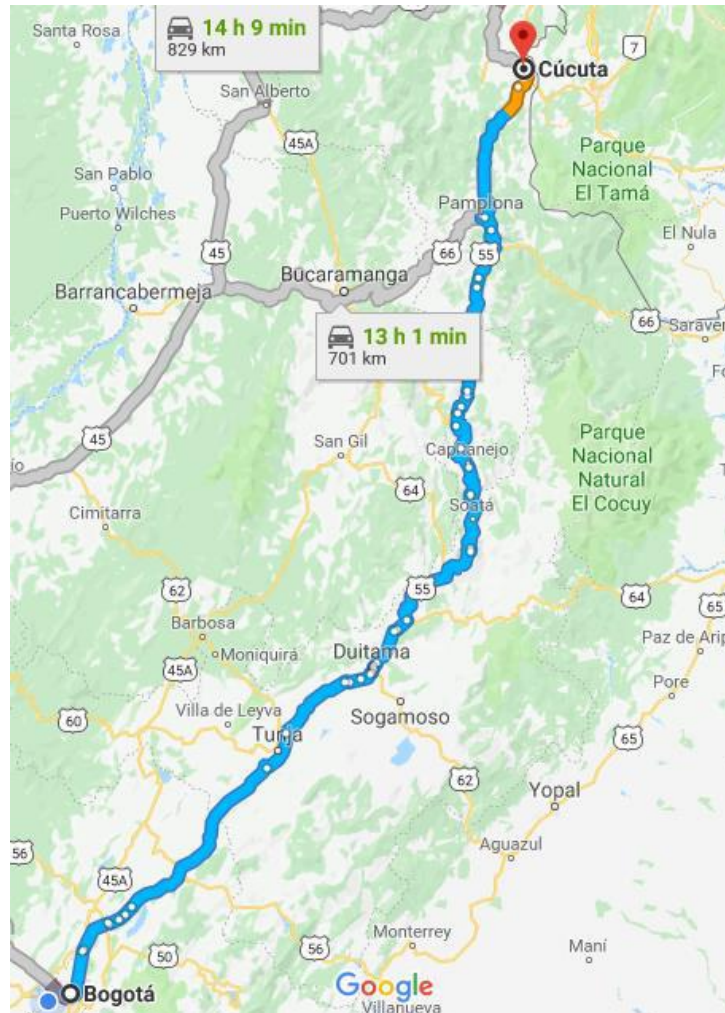 Santa Rosa
14 h 9 min
829 km
7
Cúcuta
San Alberto
45A
Parque
Nacional
El Tamá
San Pablo
Puerto Wilches
Pamplona
El Nula
45
66
55
Bucaramanga
Barrancabermeja
66
Saraven
13 h 1 min
701 km
45
San Gil
Capitanejo
Parque
Nacional
Natural
El Cocuy
64
Soatá
Cimitarra
62
55
64
65
Barbosa
Moniquirá
45A
Duitama
Paz de Arip
Pore
60
Villa de Leyva
Sogamoso
Tunja
65
62
Yopal
56
Aguazul
45A
Monterrey
56
50
Maní
Bogotá
Google
Villanueva